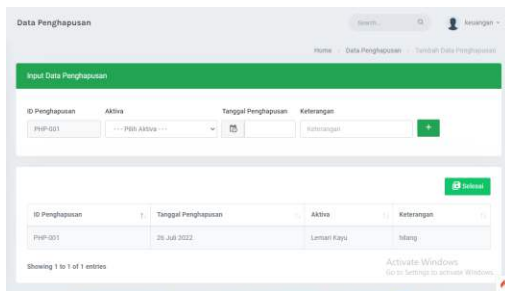 Data Penghapusan
Search...
keuangan
Home / Data Penghapusan / Tambah Data Penghapusan
Input Data Penghapusan
ID Penghapusan Aktiva Tanggal Penghapusan Keterangan
PHP-001 --- Pilih Aktiva --- Keterangan +
Selesai
ID Penghapusan Tanggal Penghapusan Aktiva Keterangan
PHP-001 26 Juli 2022 Lemari Kayu hilang
Showing 1 to 1 of 1 entries
Activate Windows
Go to Settings to activate Windows.